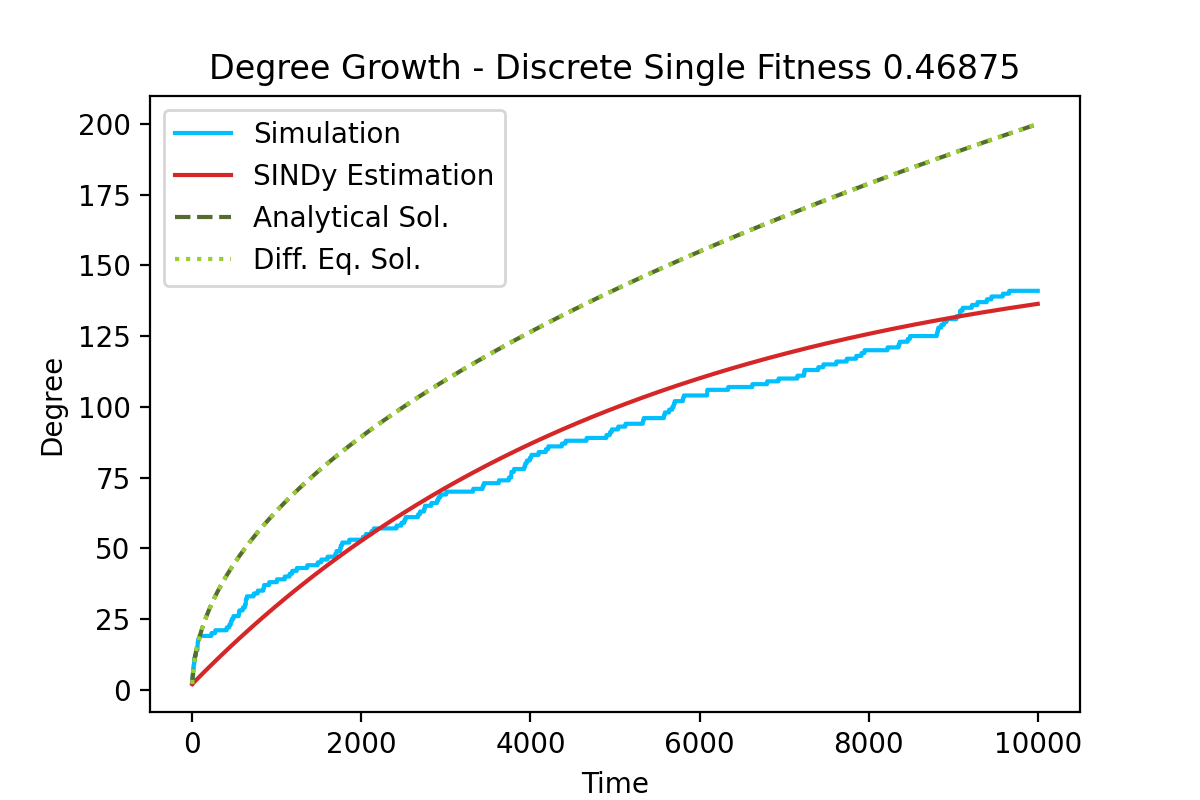 Degree Growth - Discrete Single Fitness 0.46875
Simulation
SINDy Estimation
Analytical Sol.
Diff. Eq. Sol.
200
175
150
125
100
75
50
25
0
Degree
0 2000 4000 6000 8000 10000
Time